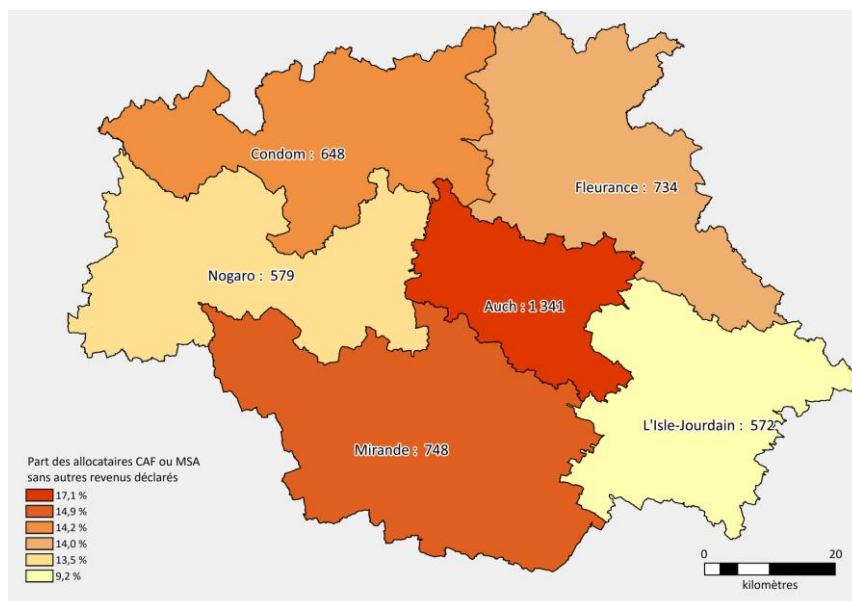 Condom : 648
Fleurance : 734
Nogaro : 579
Auch : 1 341
L'Isle-Jourdain : 572
Mirande : 748
Part des allocataires CAF ou MSA
sans autres revenus déclarés
17,1 %
14,9 %
14,2 %
14,0 %
13,5 %
9,2 %
0 20
kilomètres